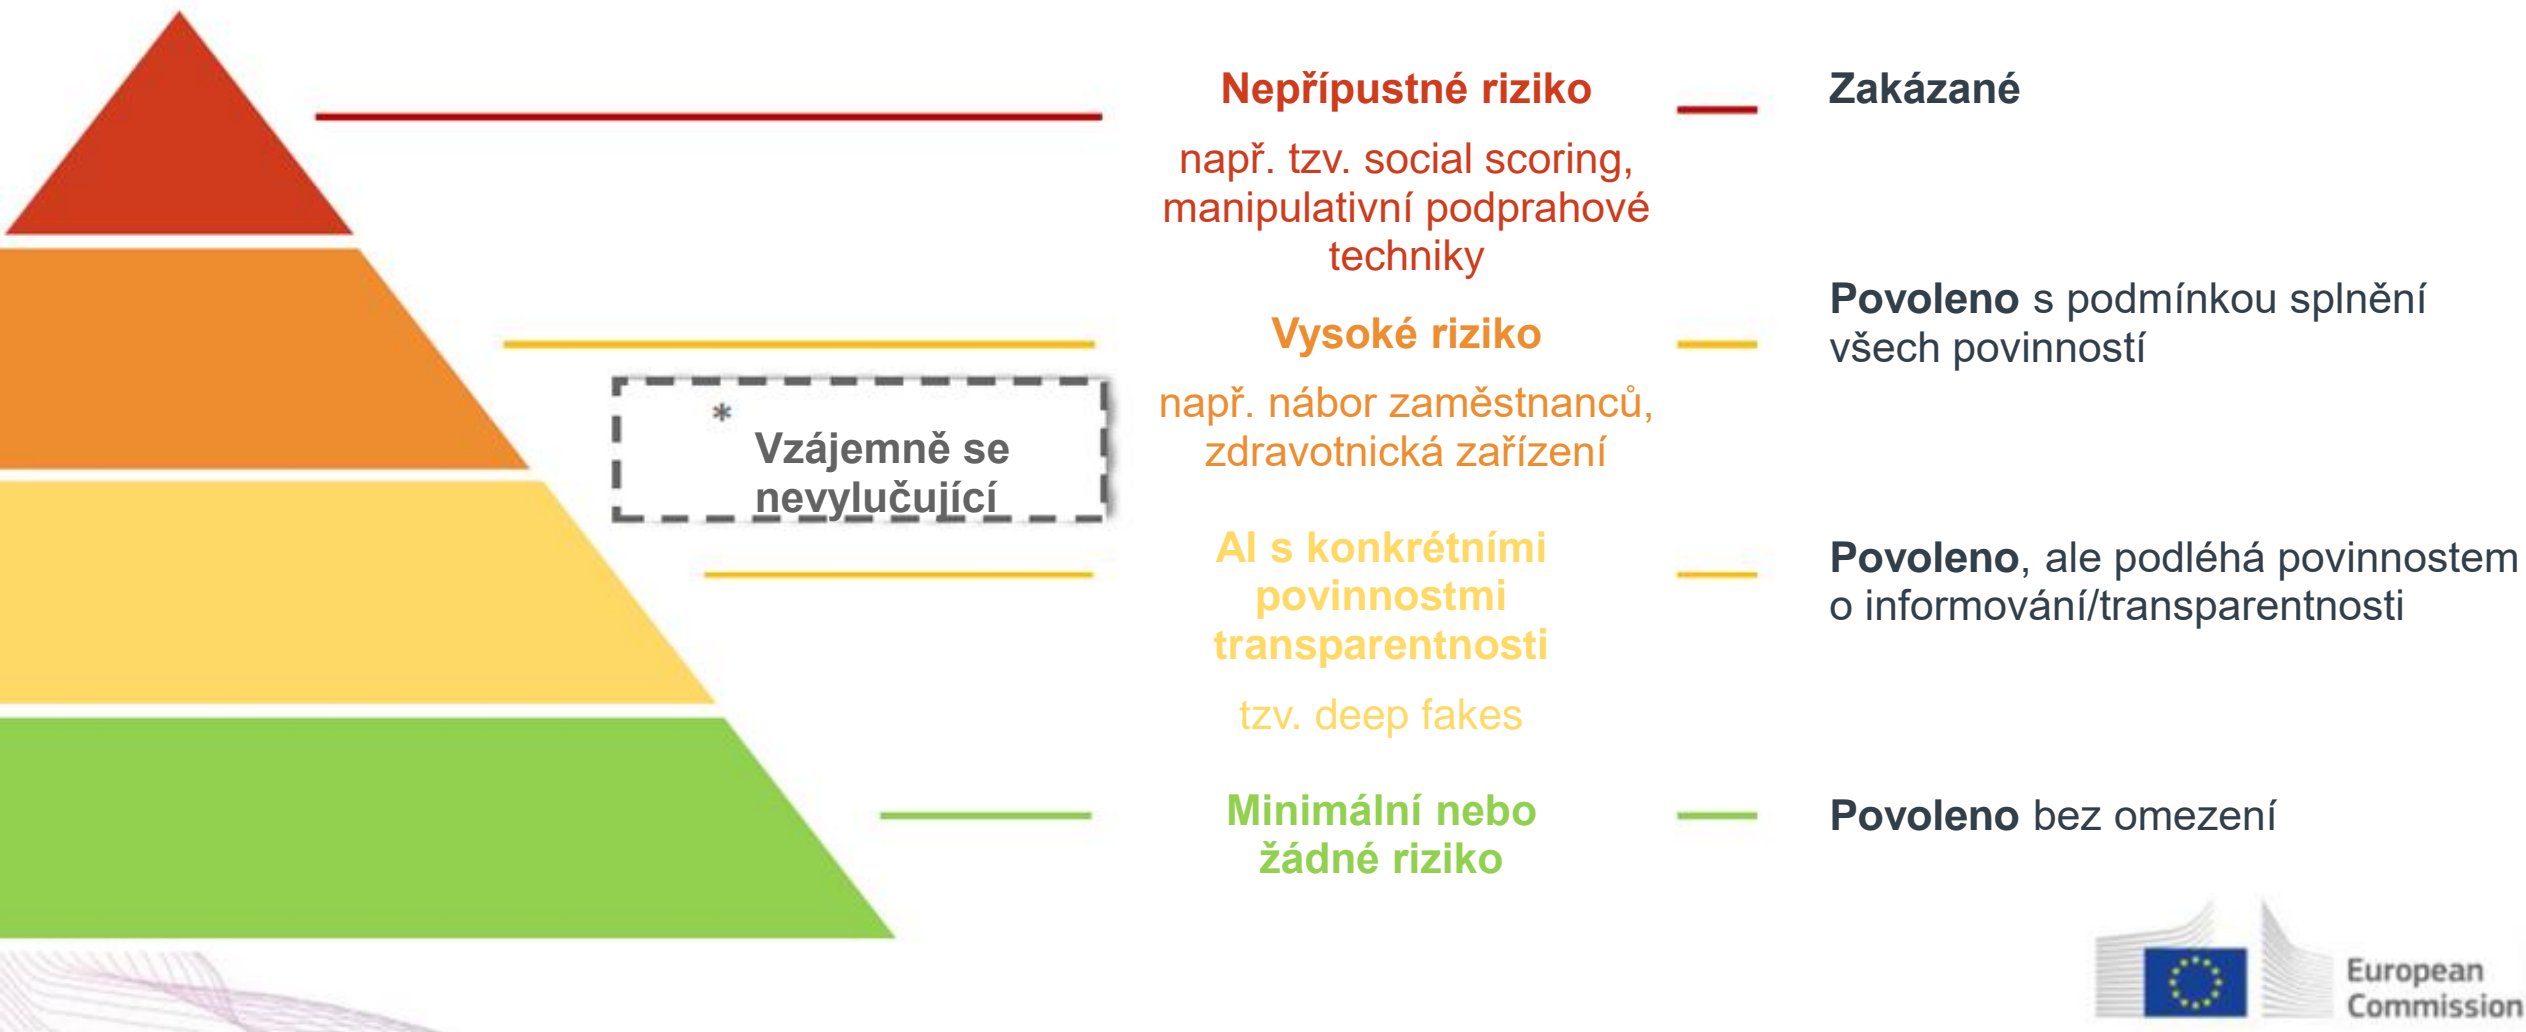 Nepřípustné riziko
Zakázané
např. tzv. social scoring,
manipulativní podprahové
techniky
Povoleno s podmínkou splnění
všech povinností
Vysoké riziko
např. nábor zaměstnanců,
zdravotnická zařízení
*
Vzájemně se
nevylučující
AI s konkrétními
povinnostmi
transparentnosti
tzv. deep fakes
Povoleno, ale podléhá povinnostem
o informování/transparentnosti
Minimální nebo
žádné riziko
Povoleno bez omezení
European
Commission